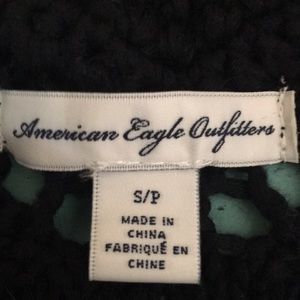 American Eagle Outfitters
S/P
MADE IN
CHINA
FABRIQUÉ EN
CHINE